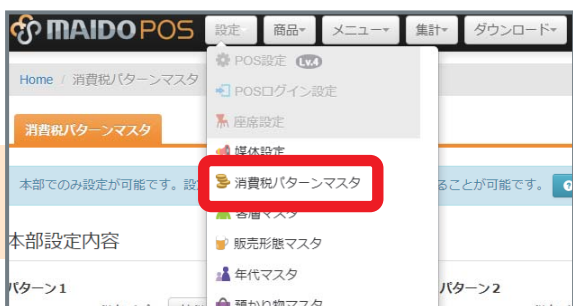 MAIDO POS 設定 商品 メニュー 集計 ダウンロード
POS設定 Lv.4
Home / 消費税パターンマスタ
POSログイン設定
座席設定
消費税パターンマスタ
媒体設定
本部でのみ設定が可能です。設
消費税パターンマスタ
ることが可能です。
客層マスタ
本部設定内容
販売形態マスタ
年代マスタ
パターン1
パターン2
預かり物マスタ